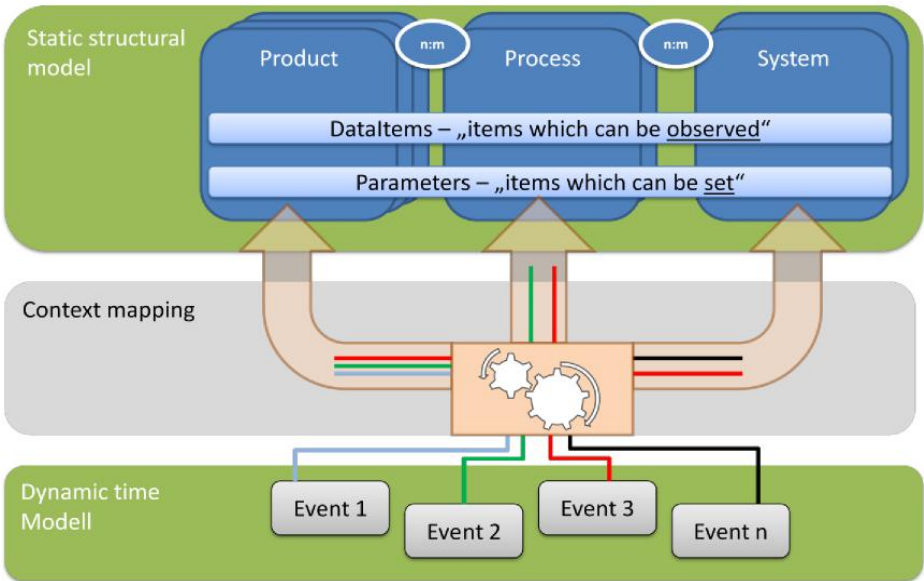 Static structural
model
Product
n:m
Process
n:m
System
DataItems – „items which can be observed“
Parameters – „items which can be set“
Context mapping
Dynamic time
Modell
Event 1
Event 2
Event 3
Event n